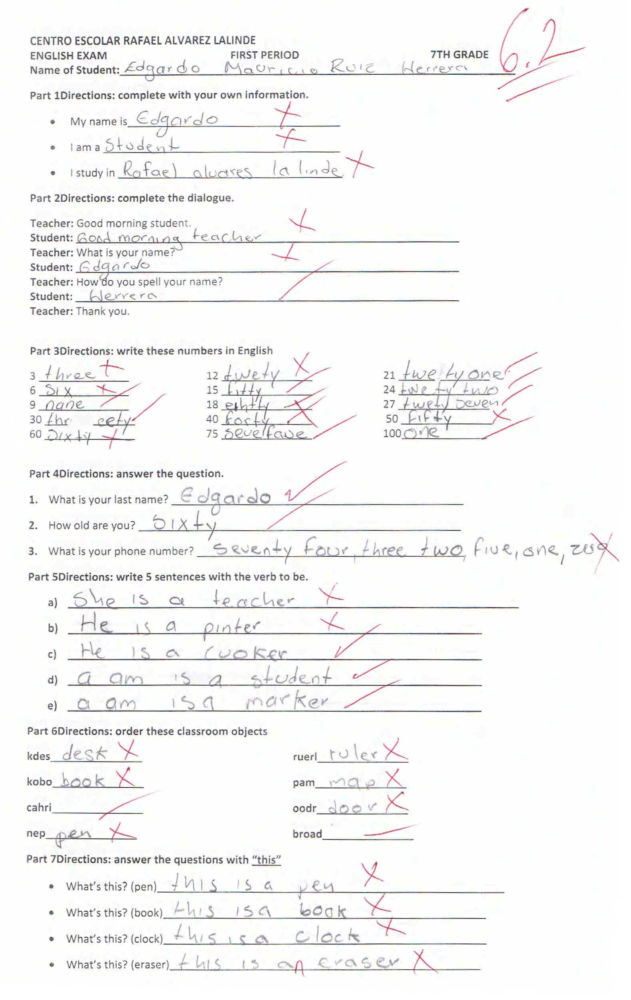 6.2
CENTRO ESCOLAR RAFAEL ALVAREZ LALINDE
ENGLISH EXAM FIRST PERIOD 7TH GRADE
Name of Student: Edgardo Mauricio Ruiz Herrera
Part 1Directions: complete with your own information.
• My name is Edgardo
• I am a Student
• I study in Rafael alvares la linde
Part 2Directions: complete the dialogue.
Teacher: Good morning student.
Student: Good morning teacher
Teacher: What is your name?
Student: Edgardo
Teacher: How do you spell your name?
Student: Herrera
Teacher: Thank you.
Part 3Directions: write these numbers in English
3 three 12 twety 21 twe ty one
6 Six 15 fifty 24 twe ty two
9 nane 18 eihtty 27 twety seven
30 thr eety 40 forty 50 fifty
60 Sixty 75 sevelfave 100 one
Part 4Directions: answer the question.
1. What is your last name? Edgardo
2. How old are you? Sixty
3. What is your phone number? Seventy four, three two, five, one, zero
Part 5Directions: write 5 sentences with the verb to be.
a) She is a teacher
b) He is a pinter
c) He is a cuoker
d) a am is a student
e) a am is a marker
Part 6Directions: order these classroom objects
kdes desk ruerl ruler
kobo book pam map
cahri oodr door
nep pen broad
Part 7Directions: answer the questions with "this"
• What's this? (pen) this is a pen
• What's this? (book) this is a book
• What's this? (clock) this is a clock
• What's this? (eraser) this is an eraser